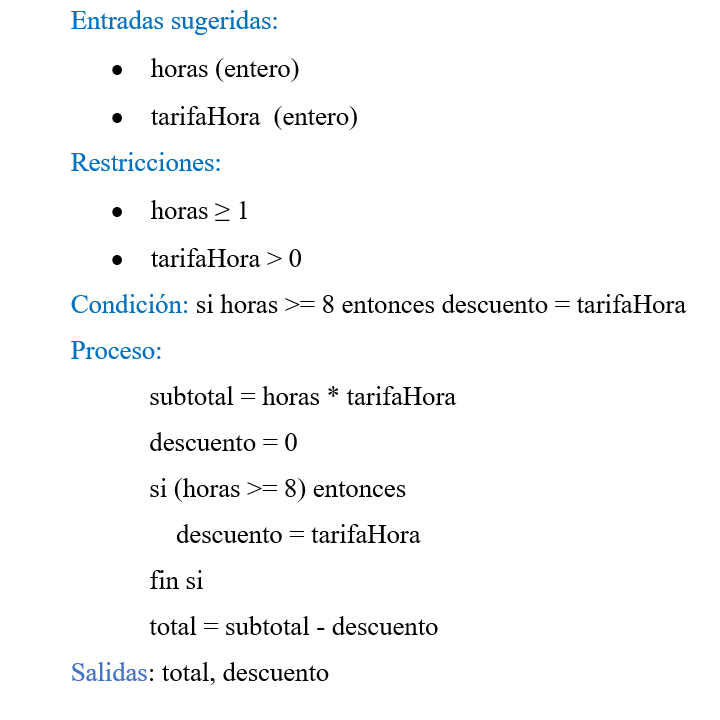 Entradas sugeridas:
• horas (entero)
• tarifaHora  (entero)
Restricciones:
• horas ≥ 1
• tarifaHora > 0
Condición: si horas >= 8 entonces descuento = tarifaHora
Proceso:
subtotal = horas * tarifaHora
descuento = 0
si (horas >= 8) entonces
descuento = tarifaHora
fin si
total = subtotal - descuento
Salidas: total, descuento